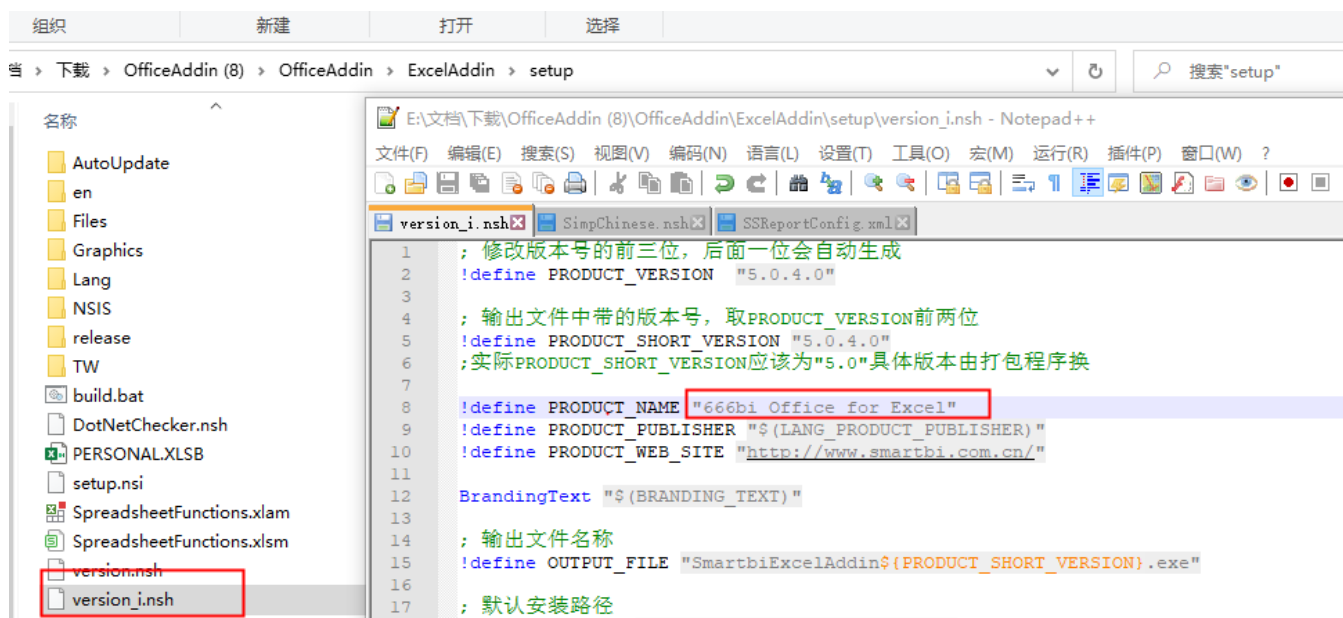 组织 新建 打开 选择
档 > 下载 > OfficeAddin (8) > OfficeAddin > ExcelAddin > setup 搜索"setup"
名称
AutoUpdate
en
Files
Graphics
Lang
NSIS
release
TW
build.bat
DotNetChecker.nsh
PERSONAL.XLSB
setup.nsi
SpreadsheetFunctions.xlam
SpreadsheetFunctions.xlsm
version.nsh
version_i.nsh
E:\文档\下载\OfficeAddin (8)\OfficeAddin\ExcelAddin\setup\version_i.nsh - Notepad++
文件(F) 编辑(E) 搜索(S) 视图(V) 编码(N) 语言(L) 设置(T) 工具(O) 宏(M) 运行(R) 插件(P) 窗口(W) ?
version_i.nsh SimpChinese.nsh SSReportConfig.xml
1 ; 修改版本号的前三位，后面一位会自动生成
2 !define PRODUCT_VERSION "5.0.4.0"
3
4 ; 输出文件中带的版本号，取PRODUCT_VERSION前两位
5 !define PRODUCT_SHORT_VERSION "5.0.4.0"
6 ;实际PRODUCT_SHORT_VERSION应该为"5.0"具体版本由打包程序换
7
8 !define PRODUCT_NAME "666bi Office for Excel"
9 !define PRODUCT_PUBLISHER "$(LANG_PRODUCT_PUBLISHER)"
10 !define PRODUCT_WEB_SITE "http://www.smartbi.com.cn/"
11
12 BrandingText "$(BRANDING_TEXT)"
13
14 ; 输出文件名称
15 !define OUTPUT_FILE "SmartbiExcelAddin${PRODUCT_SHORT_VERSION}.exe"
16
17 ; 默认安装路径